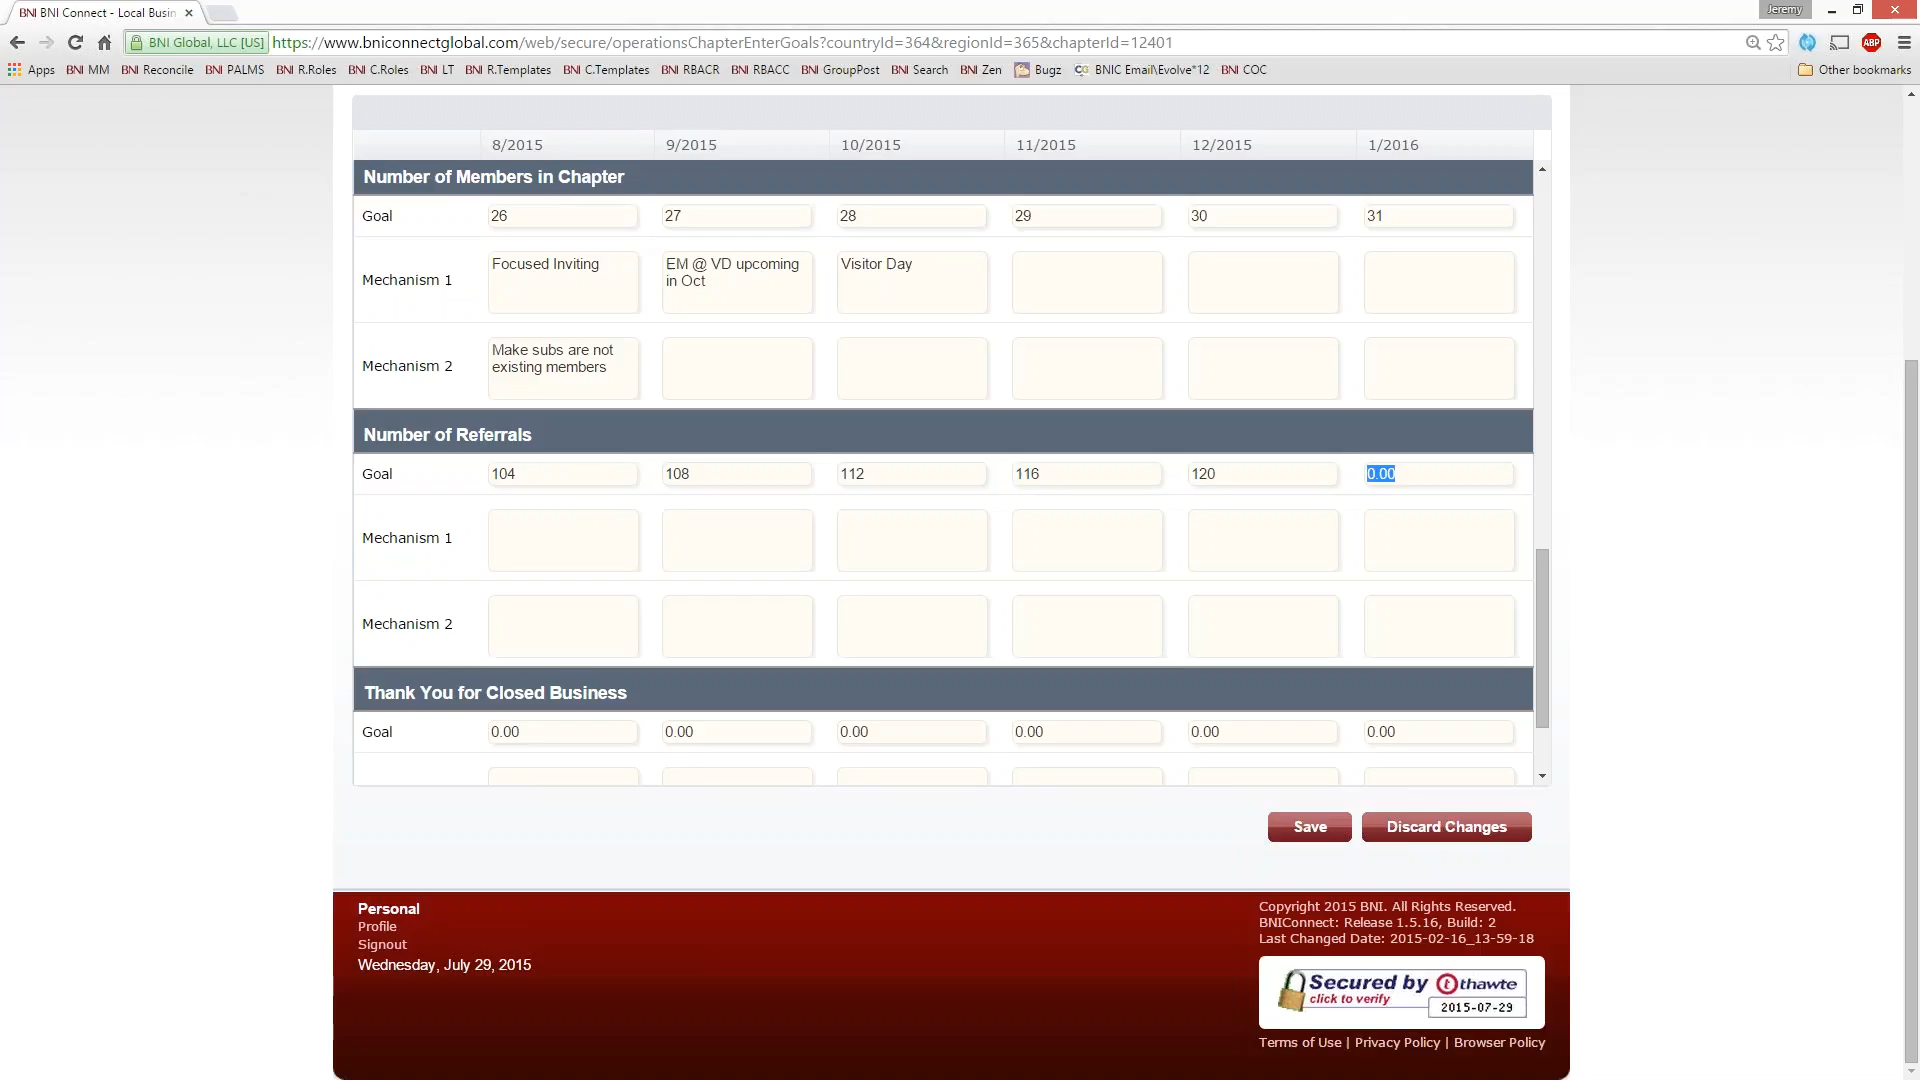 BNI BNI Connect - Local Busin
Jeremy
BNI Global, LLC [US] https://www.bniconnectglobal.com/web/secure/operationsChapterEnterGoals?countryId=364&regionId=365&chapterId=12401
ABP
Apps BNI MM BNI Reconcile BNI PALMS BNI R.Roles BNI C.Roles BNI LT BNI R.Templates BNI C.Templates BNI RBACR BNI RBACC BNI GroupPost BNI Search BNI Zen Bugz CG BNIC Email\Evolve*12 BNI COC Other bookmarks
8/2015 9/2015 10/2015 11/2015 12/2015 1/2016
Number of Members in Chapter
Goal 26 27 28 29 30 31
Mechanism 1 Focused Inviting EM @ VD upcoming Visitor Day
in Oct
Mechanism 2 Make subs are not
existing members
Number of Referrals
Goal 104 108 112 116 120 0.00
Mechanism 1
Mechanism 2
Thank You for Closed Business
Goal 0.00 0.00 0.00 0.00 0.00 0.00
Save Discard Changes
Personal
Profile
Signout
Wednesday, July 29, 2015
Copyright 2015 BNI. All Rights Reserved.
BNIConnect: Release 1.5.16, Build: 2
Last Changed Date: 2015-02-16_13-59-18
Secured by thawte
click to verify
2015-07-29
Terms of Use | Privacy Policy | Browser Policy